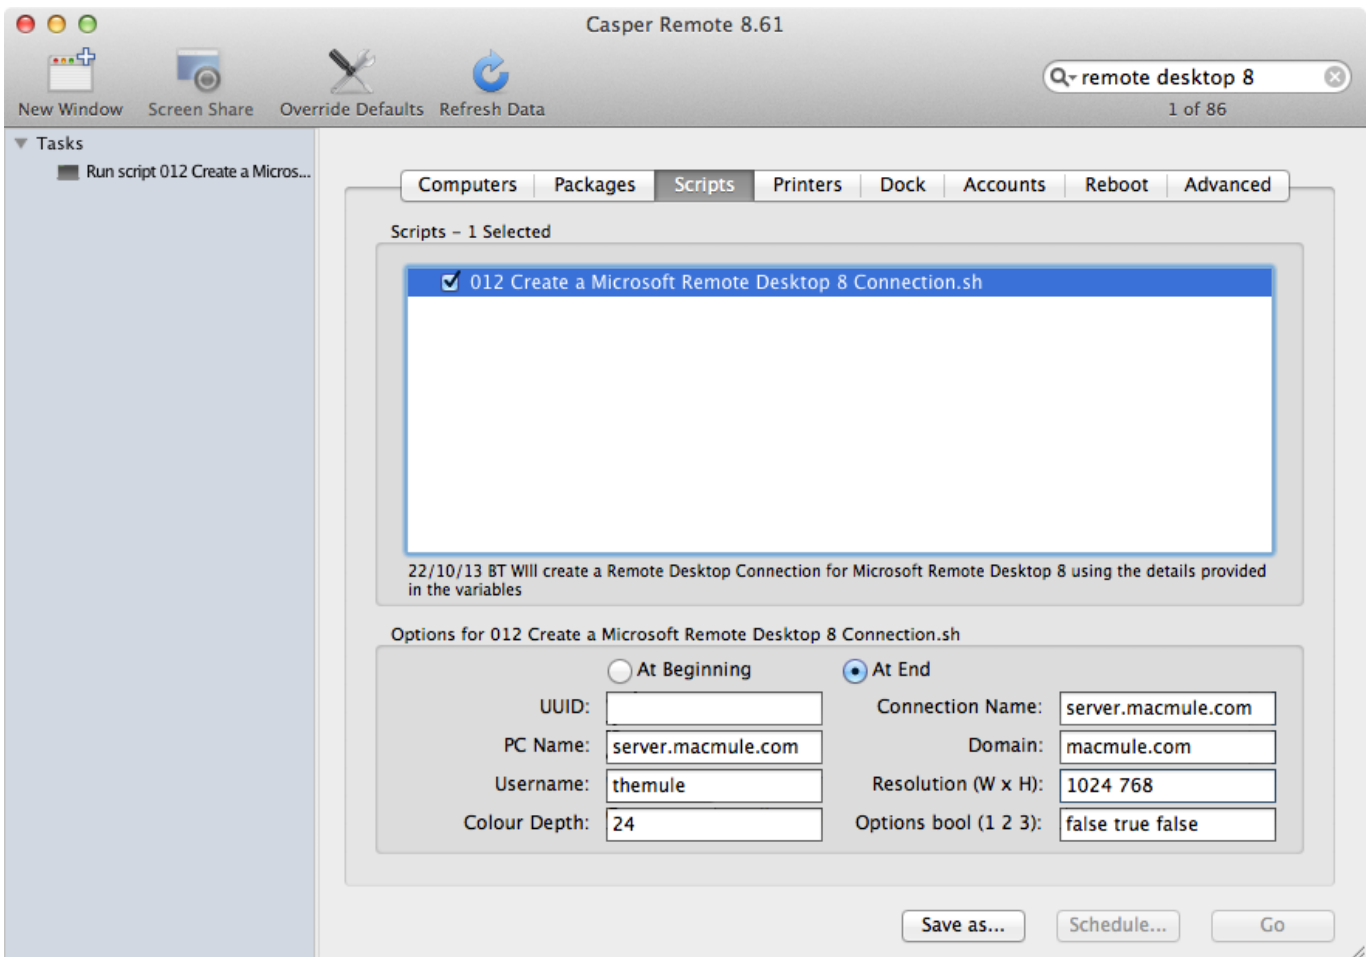 Casper Remote 8.61
New Window Screen Share Override Defaults Refresh Data
remote desktop 8
1 of 86
Tasks
Run script 012 Create a Micros...
Computers Packages Scripts Printers Dock Accounts Reboot Advanced
Scripts – 1 Selected
012 Create a Microsoft Remote Desktop 8 Connection.sh
22/10/13 BT WIll create a Remote Desktop Connection for Microsoft Remote Desktop 8 using the details provided
in the variables
Options for 012 Create a Microsoft Remote Desktop 8 Connection.sh
At Beginning At End
UUID: Connection Name: server.macmule.com
PC Name: server.macmule.com Domain: macmule.com
Username: themule Resolution (W x H): 1024 768
Colour Depth: 24 Options bool (1 2 3): false true false
Save as... Schedule... Go